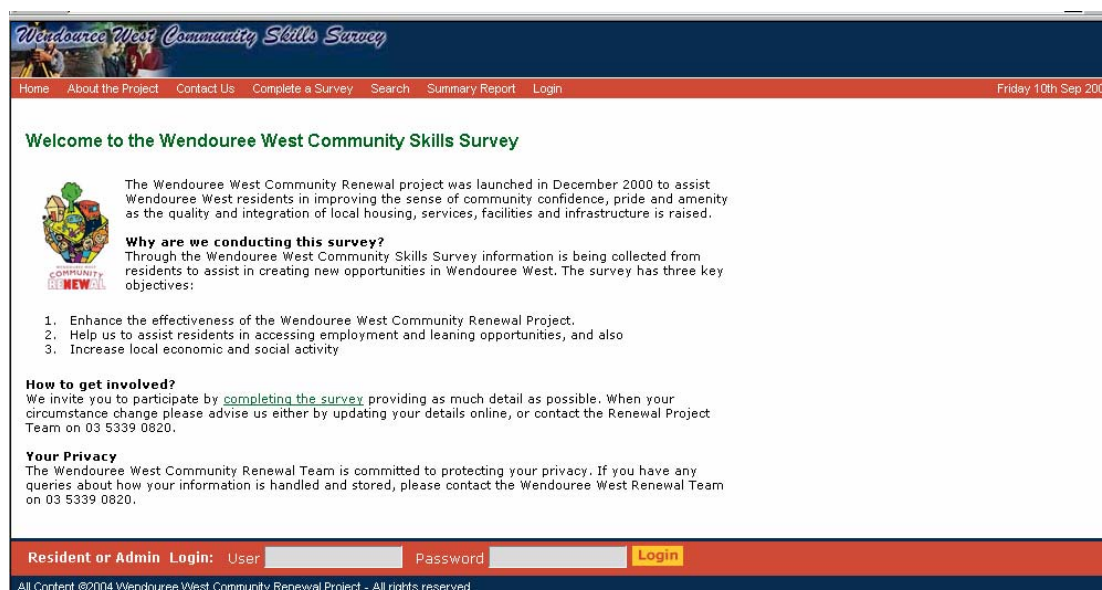 Wendouree West Community Skills Survey
Home About the Project Contact Us Complete a Survey Search Summary Report Login Friday 10th Sep 200
Welcome to the Wendouree West Community Skills Survey
The Wendouree West Community Renewal project was launched in December 2000 to assist
Wendouree West residents in improving the sense of community confidence, pride and amenity
as the quality and integration of local housing, services, facilities and infrastructure is raised.
Why are we conducting this survey?
Through the Wendouree West Community Skills Survey information is being collected from
residents to assist in creating new opportunities in Wendouree West. The survey has three key
objectives:
WENDOUREE WEST
COMMUNITY
RENEWAL
1. Enhance the effectiveness of the Wendouree West Community Renewal Project.
2. Help us to assist residents in accessing employment and leaning opportunities, and also
3. Increase local economic and social activity
How to get involved?
We invite you to participate by completing the survey providing as much detail as possible. When your
circumstance change please advise us either by updating your details online, or contact the Renewal Project
Team on 03 5339 0820.
Your Privacy
The Wendouree West Community Renewal Team is committed to protecting your privacy. If you have any
queries about how your information is handled and stored, please contact the Wendouree West Renewal Team
on 03 5339 0820.
Resident or Admin Login: User Password Login
All Content ©2004 Wendouree West Community Renewal Project - All rights reserved